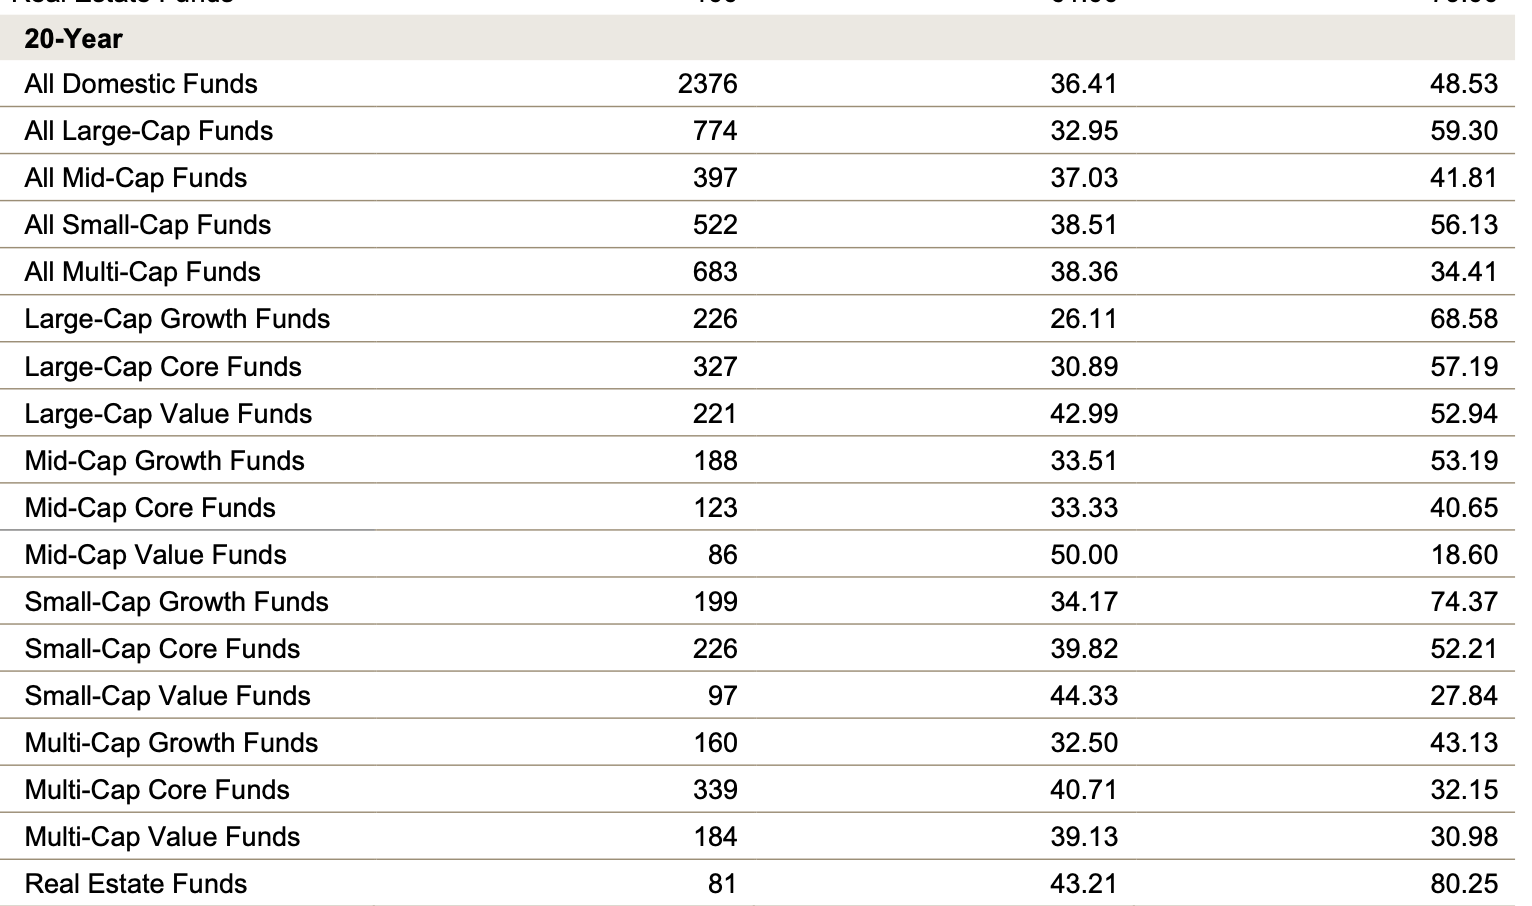 20-Year
All Domestic Funds 2376 36.41 48.53
All Large-Cap Funds 774 32.95 59.30
All Mid-Cap Funds 397 37.03 41.81
All Small-Cap Funds 522 38.51 56.13
All Multi-Cap Funds 683 38.36 34.41
Large-Cap Growth Funds 226 26.11 68.58
Large-Cap Core Funds 327 30.89 57.19
Large-Cap Value Funds 221 42.99 52.94
Mid-Cap Growth Funds 188 33.51 53.19
Mid-Cap Core Funds 123 33.33 40.65
Mid-Cap Value Funds 86 50.00 18.60
Small-Cap Growth Funds 199 34.17 74.37
Small-Cap Core Funds 226 39.82 52.21
Small-Cap Value Funds 97 44.33 27.84
Multi-Cap Growth Funds 160 32.50 43.13
Multi-Cap Core Funds 339 40.71 32.15
Multi-Cap Value Funds 184 39.13 30.98
Real Estate Funds 81 43.21 80.25